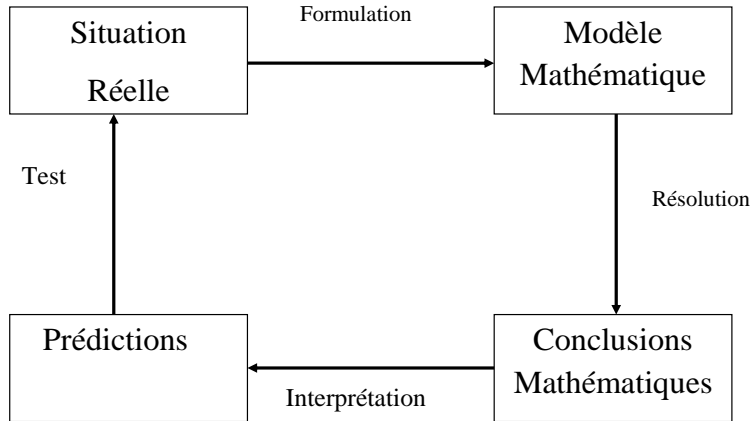 Situation
Réelle
Formulation
Modèle
Mathématique
Test
Résolution
Prédictions
Interprétation
Conclusions
Mathématiques